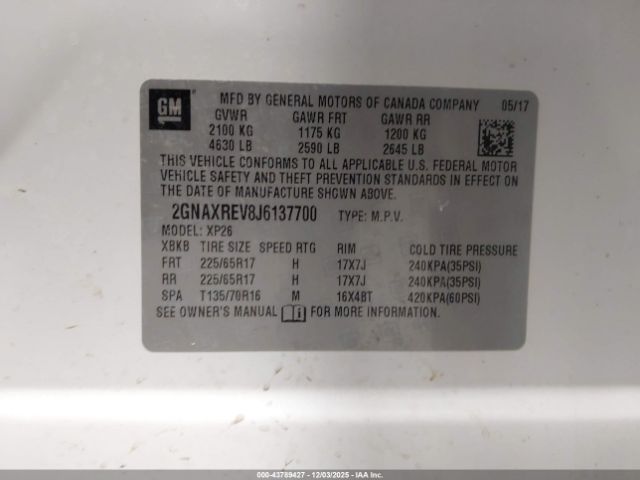 GM
MFD BY GENERAL MOTORS OF CANADA COMPANY 05/17
GVWR GAWR FRT GAWR RR
2100 KG 1175 KG 1200 KG
4630 LB 2590 LB 2645 LB
THIS VEHICLE CONFORMS TO ALL APPLICABLE U.S. FEDERAL MOTOR
VEHICLE SAFETY AND THEFT PREVENTION STANDARDS IN EFFECT ON
THE DATE OF MANUFACTURE SHOWN ABOVE.
2GNAXREV8J6137700 TYPE: M.P.V.
MODEL: XP26
XBKB TIRE SIZE SPEED RTG RIM COLD TIRE PRESSURE
FRT 225/65R17 H 17X7J 240KPA(35PSI)
RR 225/65R17 H 17X7J 240KPA(35PSI)
SPA T135/70R16 M 16X4BT 420KPA(60PSI)
SEE OWNER'S MANUAL i FOR MORE INFORMATION.
000-43789427 - 12/03/2025 - IAAI.com